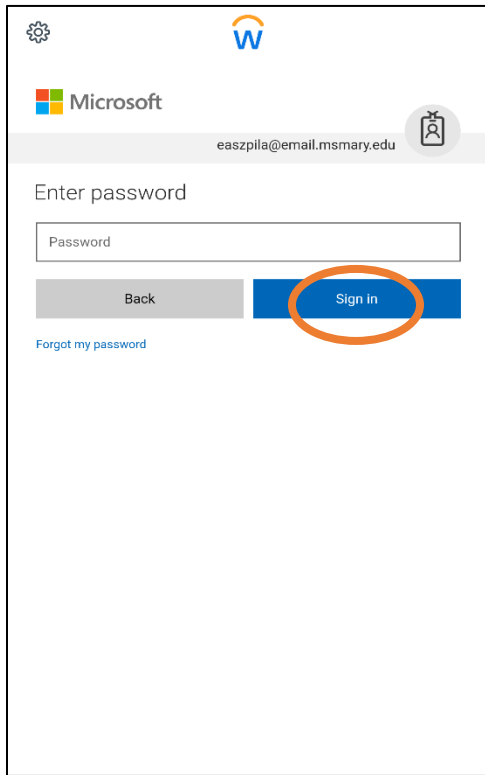 W
Microsoft
easzpila@email.msmary.edu
Enter password
Password
Back Sign in
Forgot my password